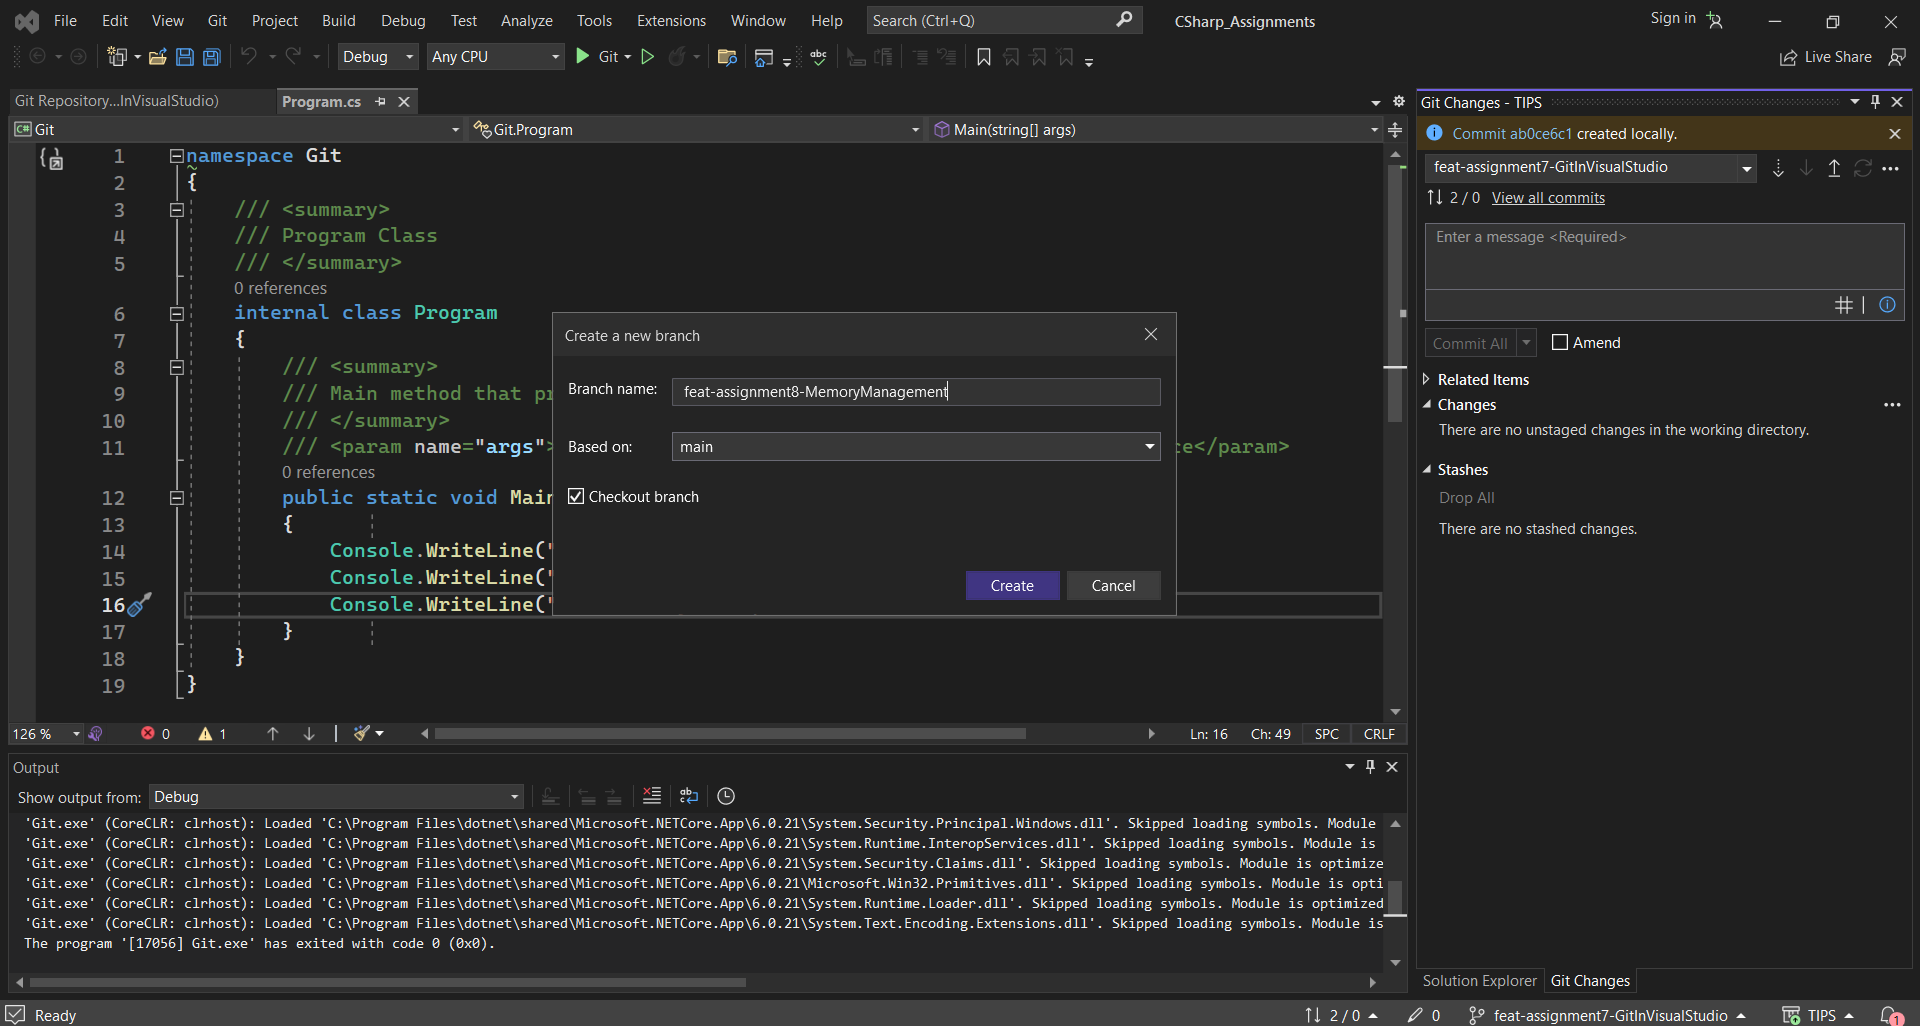 File Edit View Git Project Build Debug Test Analyze Tools Extensions Window Help Search (Ctrl+Q) CSharp_Assignments Sign in
Debug Any CPU Git Live Share
Git Repository...InVisualStudio) Program.cs
Git Git.Program Main(string[] args)
1 namespace Git
2 {
3 /// <summary>
4 /// Program Class
5 /// </summary>
0 references
6 internal class Program
7 {
8 /// <summary>
9 /// Main method that
10 /// </summary>
11 /// <param name="args"> </param>
0 references
12 public static void Main
13 {
14 Console.WriteLine("
15 Console.WriteLine("
16 Console.WriteLine("
17 }
18 }
19 }
126 % 0 1 Ln: 16 Ch: 49 SPC CRLF
Create a new branch
Branch name: feat-assignment8-MemoryManagement
Based on: main
Checkout branch
Create Cancel
Git Changes - TIPS
Commit ab0ce6c1 created locally.
feat-assignment7-GitInVisualStudio
2 / 0 View all commits
Enter a message <Required>
Commit All Amend
Related Items
Changes
There are no unstaged changes in the working directory.
Stashes
Drop All
There are no stashed changes.
Solution Explorer Git Changes
Output
Show output from: Debug
'Git.exe' (CoreCLR: clrhost): Loaded 'C:\Program Files\dotnet\shared\Microsoft.NETCore.App\6.0.21\System.Security.Principal.Windows.dll'. Skipped loading symbols. Module
'Git.exe' (CoreCLR: clrhost): Loaded 'C:\Program Files\dotnet\shared\Microsoft.NETCore.App\6.0.21\System.Runtime.InteropServices.dll'. Skipped loading symbols. Module is
'Git.exe' (CoreCLR: clrhost): Loaded 'C:\Program Files\dotnet\shared\Microsoft.NETCore.App\6.0.21\System.Security.Claims.dll'. Skipped loading symbols. Module is optimize
'Git.exe' (CoreCLR: clrhost): Loaded 'C:\Program Files\dotnet\shared\Microsoft.NETCore.App\6.0.21\Microsoft.Win32.Primitives.dll'. Skipped loading symbols. Module is opti
'Git.exe' (CoreCLR: clrhost): Loaded 'C:\Program Files\dotnet\shared\Microsoft.NETCore.App\6.0.21\System.Runtime.Loader.dll'. Skipped loading symbols. Module is optimized
'Git.exe' (CoreCLR: clrhost): Loaded 'C:\Program Files\dotnet\shared\Microsoft.NETCore.App\6.0.21\System.Text.Encoding.Extensions.dll'. Skipped loading symbols. Module is
The program '[17056] Git.exe' has exited with code 0 (0x0).
Ready 2 / 0 0 feat-assignment7-GitInVisualStudio TIPS 1